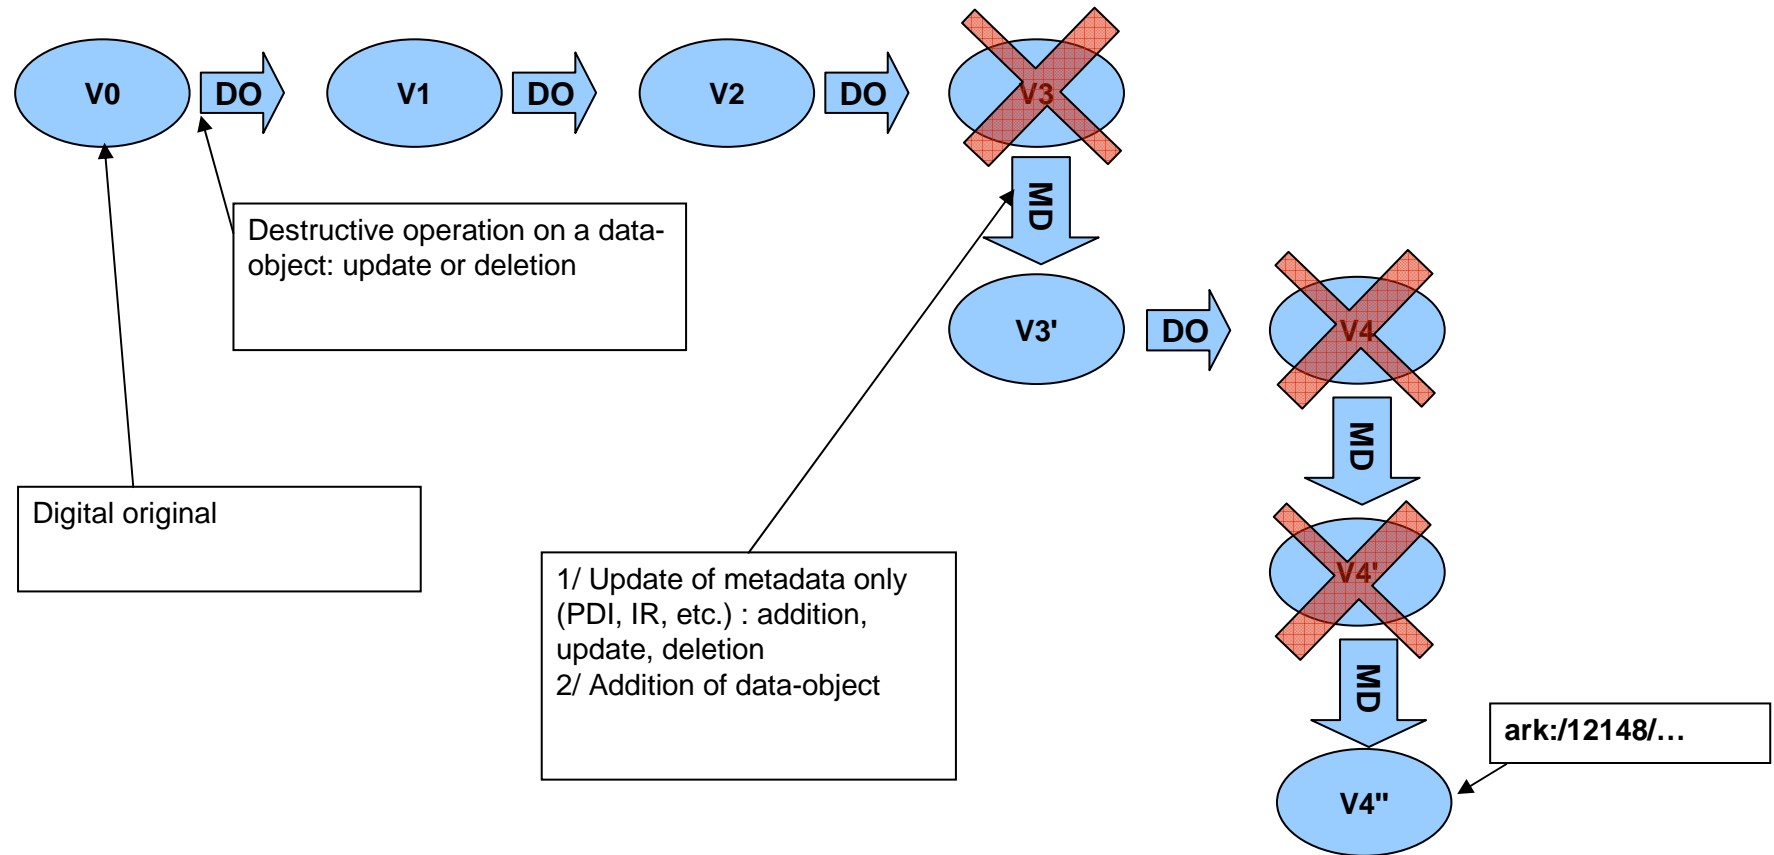 V0
DO
V1
DO
V2
DO
V3
MD
Destructive operation on a data-
object: update or deletion
V3'
DO
V4
MD
Digital original
1/ Update of metadata only
(PDI, IR, etc.) : addition,
update, deletion
2/ Addition of data-object
V4'
MD
ark:/12148/…
V4"